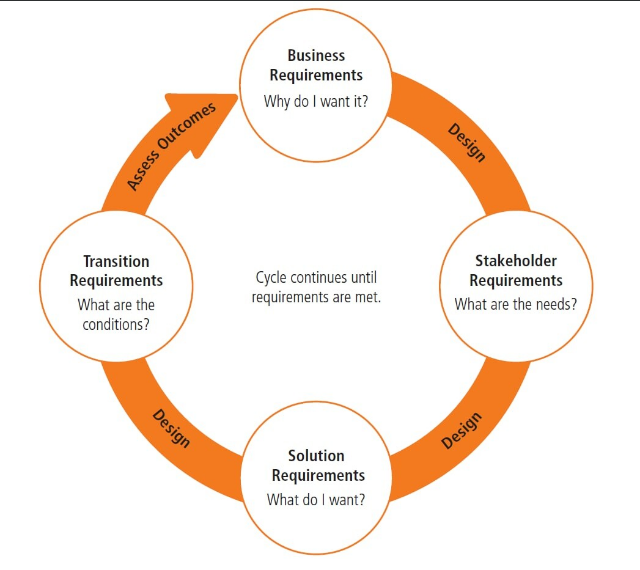 Business
Requirements
Why do I want it?
Design
Stakeholder
Requirements
What are the needs?
Design
Solution
Requirements
What do I want?
Design
Transition
Requirements
What are the
conditions?
Assess Outcomes
Cycle continues until
requirements are met.